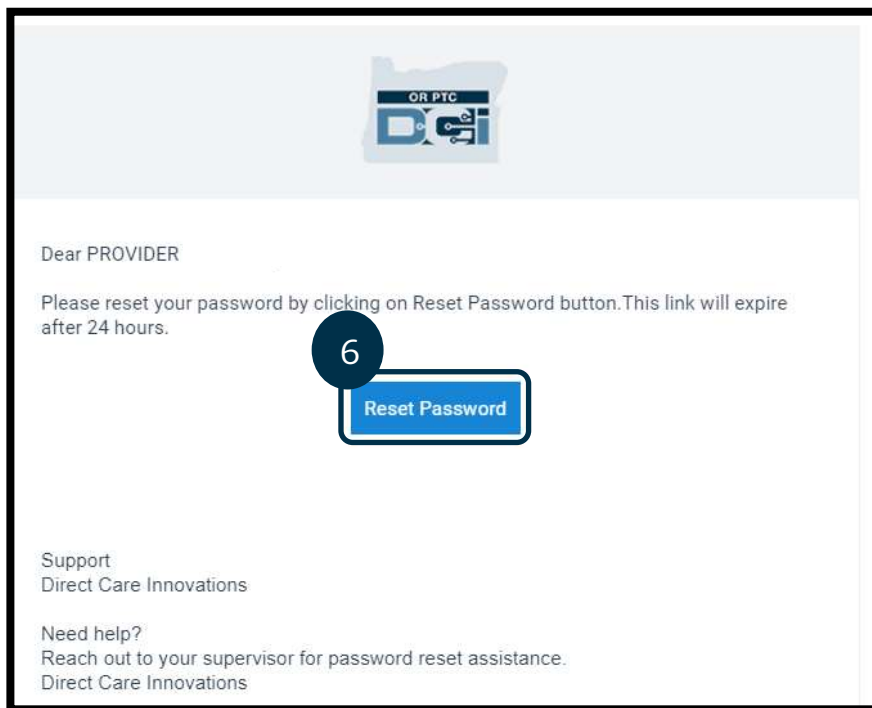 OR PTC
DCi
Dear PROVIDER
Please reset your password by clicking on Reset Password button.This link will expire
after 24 hours.
6
Reset Password
Support
Direct Care Innovations
Need help?
Reach out to your supervisor for password reset assistance.
Direct Care Innovations